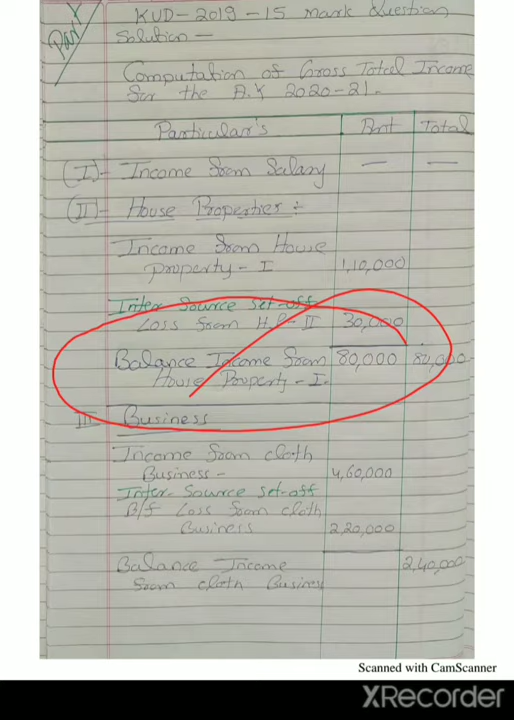 Part X
KUD-2019-15 mark Question
Solution -
Computation of Gross Total Income
for the A.Y 2020-21.
Particular's Amt Total
(I)- Income from Salary — —
(II)- House Properties :
Income from House
property - I 1,10,000
Inter Source set-off
Loss from H.P-II 30,000
Balance Income from 80,000 80,000
House Property - I.
III Business
Income from cloth
Business - 4,60,000
Inter-Source set-off
B/f Loss from cloth
Business 2,20,000
Balance Income 2,40,000
from cloth Business
Scanned with CamScanner
XRecorder